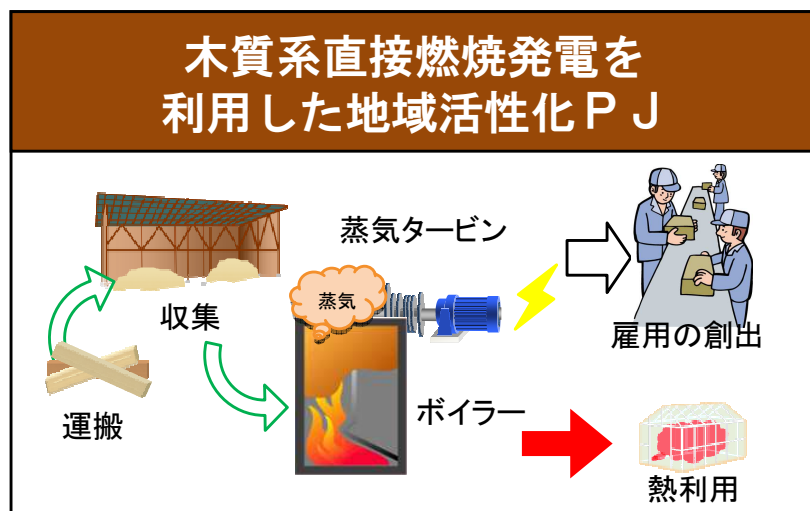 木質系直接燃焼発電を
利用した地域活性化ＰＪ
蒸気タービン
蒸気
収集
雇用の創出
運搬
ボイラー
熱利用